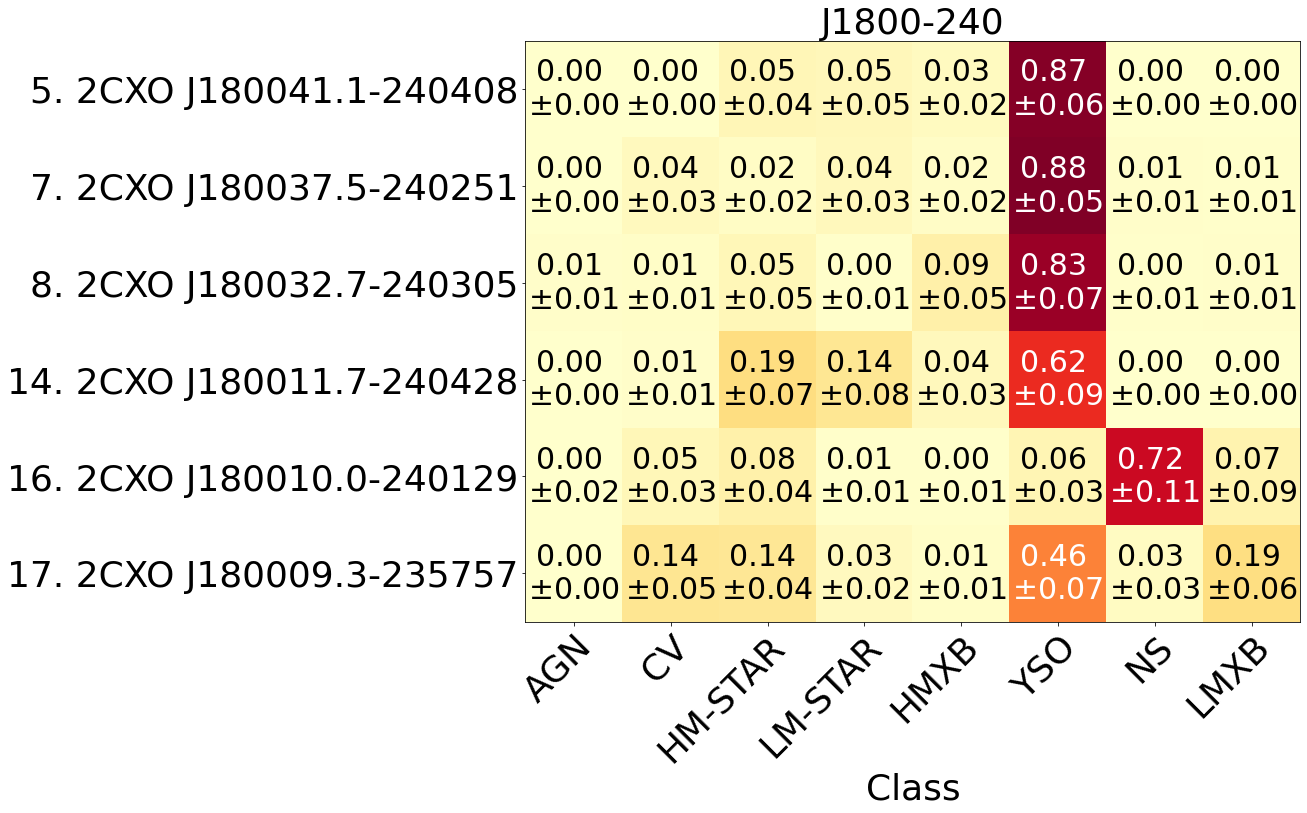 J1800-240
5. 2CXO J180041.1-240408
0.00 0.00 0.05 0.05 0.03 0.87 0.00 0.00
±0.00 ±0.00 ±0.04 ±0.05 ±0.02 ±0.06 ±0.00 ±0.00
7. 2CXO J180037.5-240251
0.00 0.04 0.02 0.04 0.02 0.88 0.01 0.01
±0.00 ±0.03 ±0.02 ±0.03 ±0.02 ±0.05 ±0.01 ±0.01
8. 2CXO J180032.7-240305
0.01 0.01 0.05 0.00 0.09 0.83 0.00 0.01
±0.01 ±0.01 ±0.05 ±0.01 ±0.05 ±0.07 ±0.01 ±0.01
14. 2CXO J180011.7-240428
0.00 0.01 0.19 0.14 0.04 0.62 0.00 0.00
±0.00 ±0.01 ±0.07 ±0.08 ±0.03 ±0.09 ±0.00 ±0.00
16. 2CXO J180010.0-240129
0.00 0.05 0.08 0.01 0.00 0.06 0.72 0.07
±0.02 ±0.03 ±0.04 ±0.01 ±0.01 ±0.03 ±0.11 ±0.09
17. 2CXO J180009.3-235757
0.00 0.14 0.14 0.03 0.01 0.46 0.03 0.19
±0.00 ±0.05 ±0.04 ±0.02 ±0.01 ±0.07 ±0.03 ±0.06
AGN CV HM-STAR LM-STAR HMXB YSO NS LMXB
Class